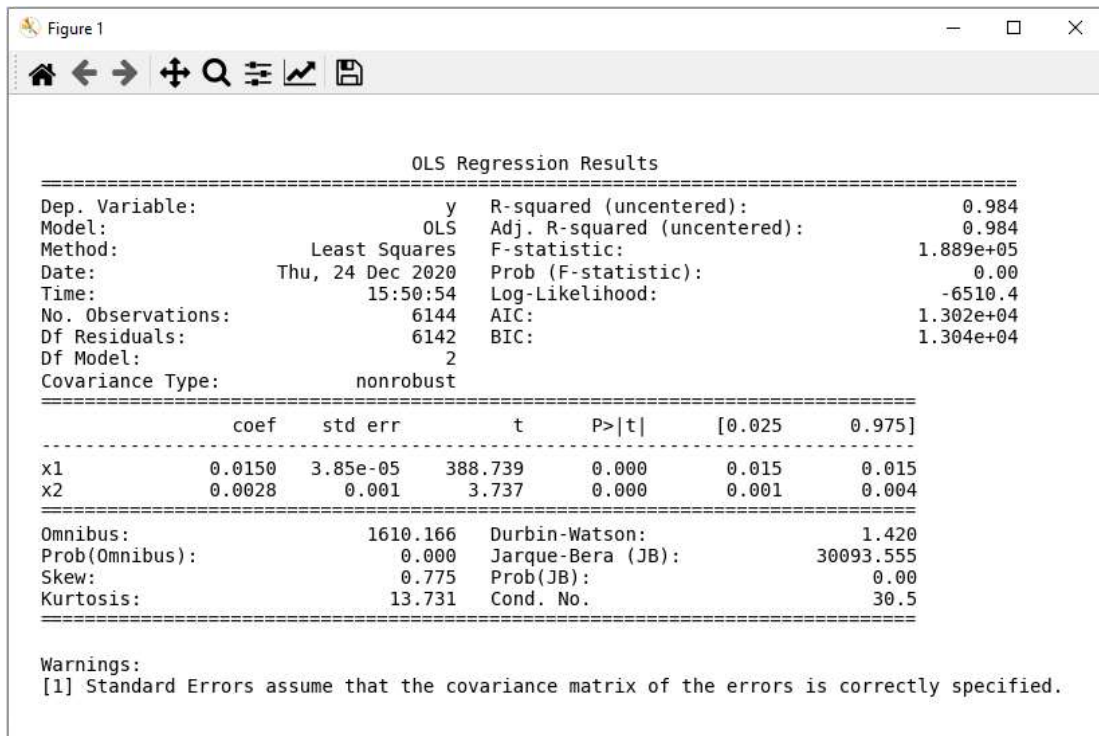 Figure 1
OLS Regression Results
Dep. Variable: y R-squared (uncentered): 0.984
Model: OLS Adj. R-squared (uncentered): 0.984
Method: Least Squares F-statistic: 1.889e+05
Date: Thu, 24 Dec 2020 Prob (F-statistic): 0.00
Time: 15:50:54 Log-Likelihood: -6510.4
No. Observations: 6144 AIC: 1.302e+04
Df Residuals: 6142 BIC: 1.304e+04
Df Model: 2
Covariance Type: nonrobust
coef std err t P>|t| [0.025 0.975]
x1 0.0150 3.85e-05 388.739 0.000 0.015 0.015
x2 0.0028 0.001 3.737 0.000 0.001 0.004
Omnibus: 1610.166 Durbin-Watson: 1.420
Prob(Omnibus): 0.000 Jarque-Bera (JB): 30093.555
Skew: 0.775 Prob(JB): 0.00
Kurtosis: 13.731 Cond. No. 30.5
Warnings:
[1] Standard Errors assume that the covariance matrix of the errors is correctly specified.